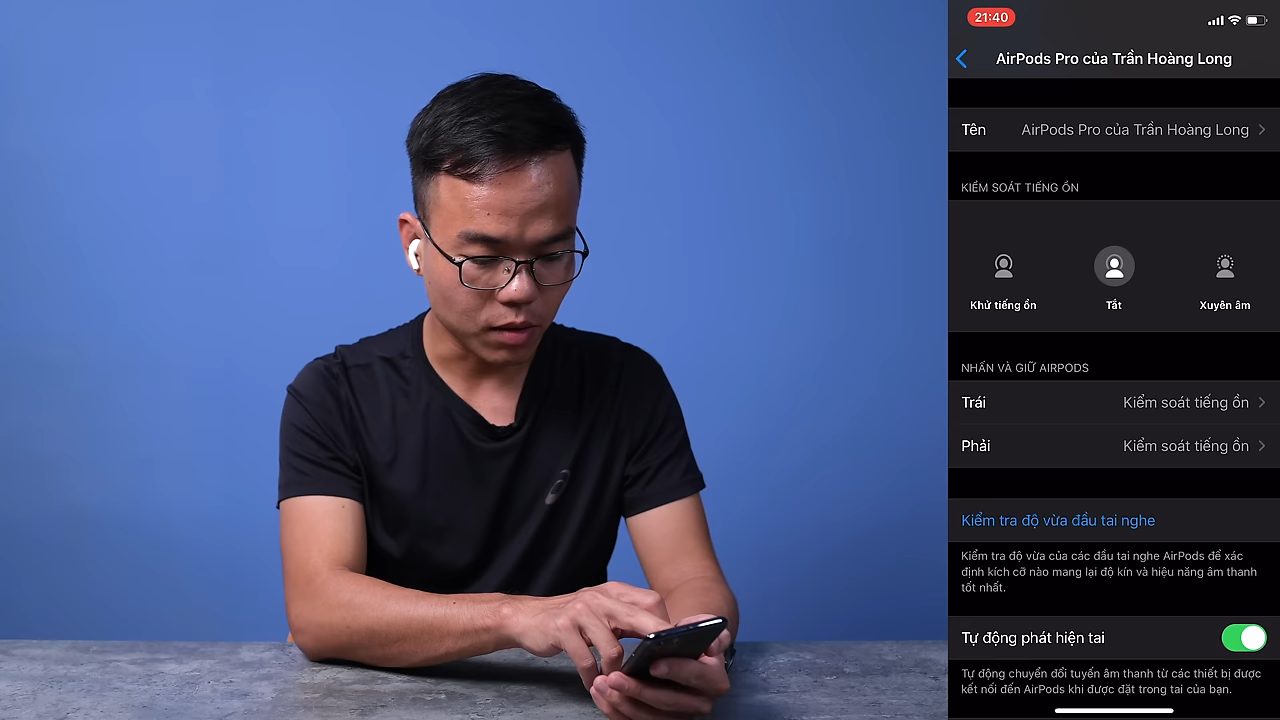 21:40
AirPods Pro của Trần Hoàng Long
Tên AirPods Pro của Trần Hoàng Long
KIỂM SOÁT TIẾNG ỒN
Khử tiếng ồn Tắt Xuyên âm
NHẤN VÀ GIỮ AIRPODS
Trái Kiểm soát tiếng ồn
Phải Kiểm soát tiếng ồn
Kiểm tra độ vừa đầu tai nghe
Kiểm tra độ vừa của các đầu tai nghe AirPods để xác
định kích cỡ nào mang lại độ kín và hiệu năng âm thanh
tốt nhất.
Tự động phát hiện tai
Tự động chuyển đổi tuyến âm thanh từ các thiết bị được
kết nối đến AirPods khi được đặt trong tai của bạn.